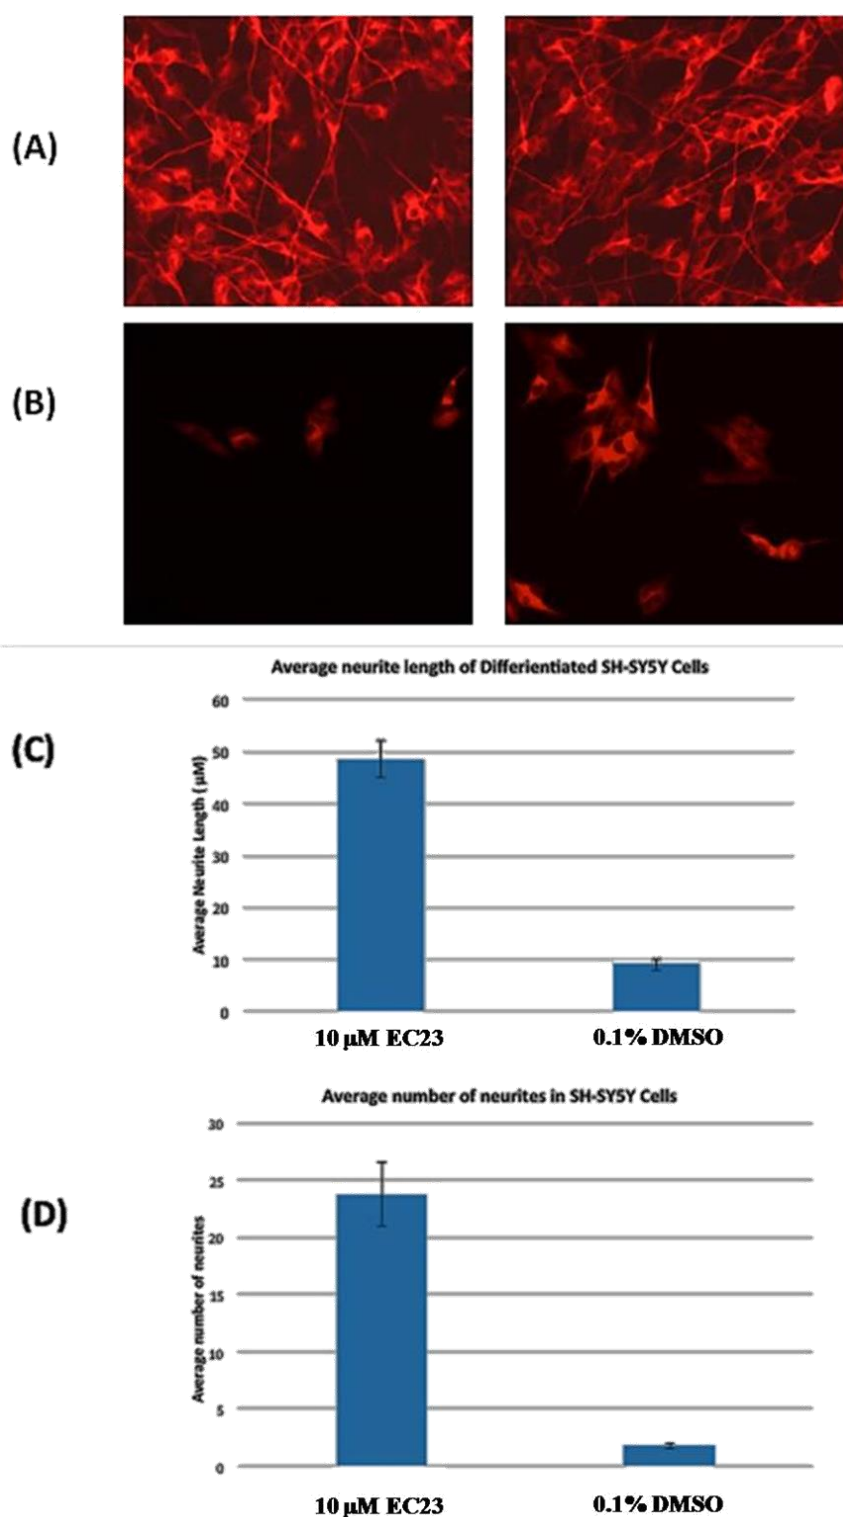 (A)
(B)
(C)
Average neurite length of Differientiated SH-SY5Y Cells
Average Neurite Length ( µM)
60
50
40
30
20
10
0
10 µM EC23
0.1% DMSO
(D)
Average number of neurites in SH-SY5Y Cells
Average number of neurites
30
25
20
15
10
5
0
10 µM EC23
0.1% DMSO